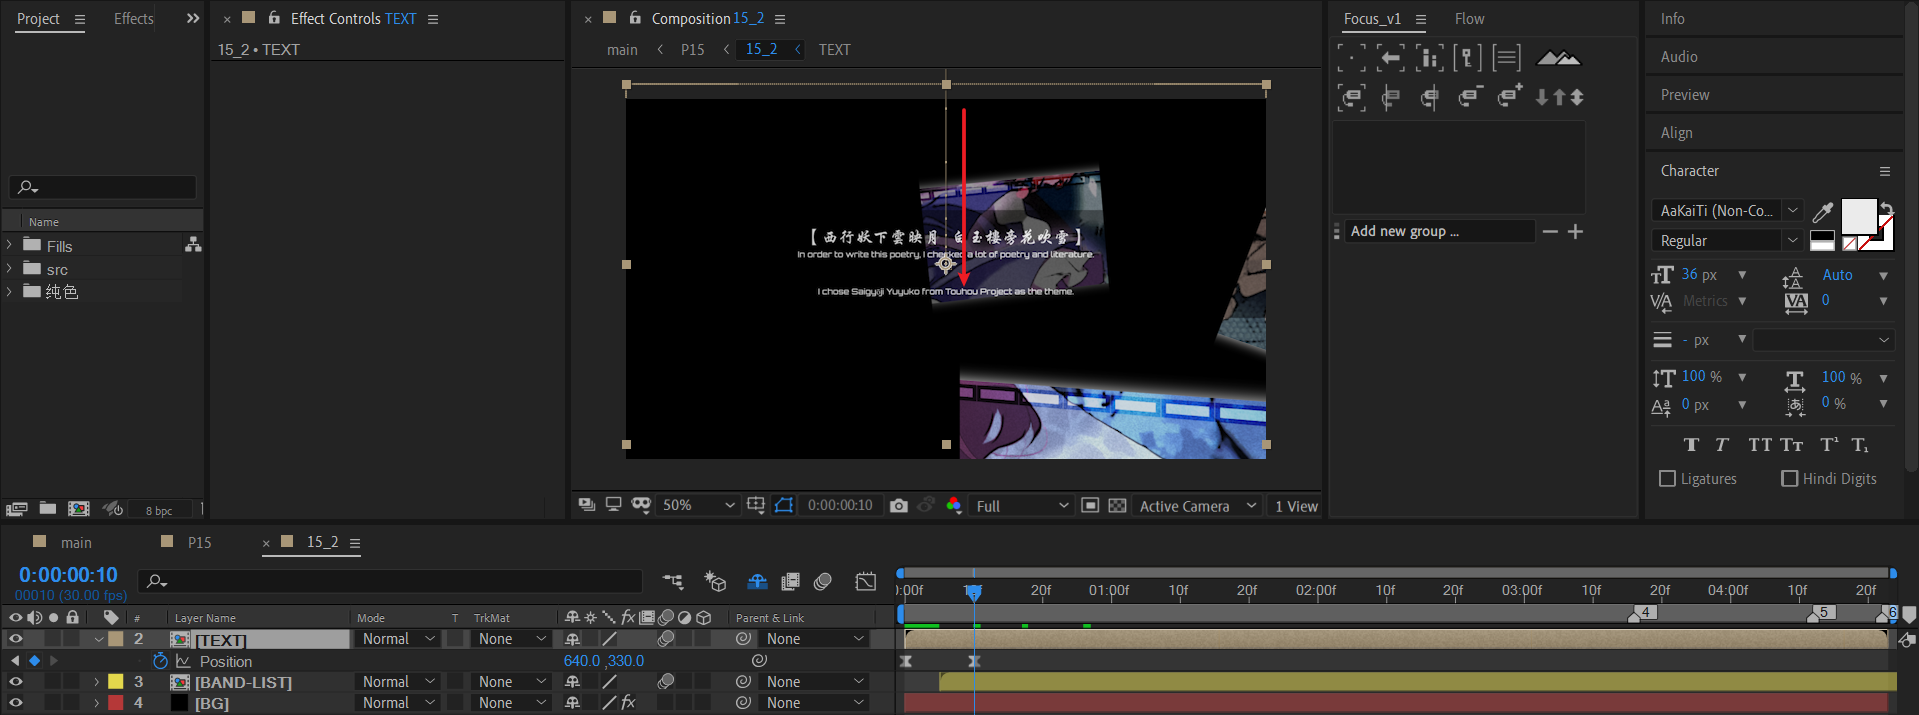 Project
Effects
Effect Controls TEXT
15_2 • TEXT
Composition 15_2
main < P15 < 15_2 < TEXT
Focus_v1
Flow
Info
Audio
Preview
Align
Character
AaKaiTi (Non-Co...
Regular
36 px
Auto
Metrics
0
- px
100 %
100 %
0 px
0 %
Ligatures
Hindi Digits
Add new group ...
Name
Fills
src
纯色
8 bpc
【西行妖下雲映月·白玉樓旁花吹雪】
In order to write this poetry, I checked a lot of poetry and literature.
I chose Saigyoji Yuyuko from Touhou Project as the theme.
50%
0:00:00:10
Full
Active Camera
1 View
main
P15
15_2
0:00:00:10
00010 (30.00 fps)
:00f 10f 20f 01:00f 10f 20f 02:00f 10f 20f 03:00f 10f 20f 04:00f 10f 20f
4 5 6
# Layer Name Mode T TrkMat Parent & Link
2 [TEXT] Normal None None
Position 640.0 ,330.0
3 [BAND-LIST] Normal None None
4 [BG] Normal None None